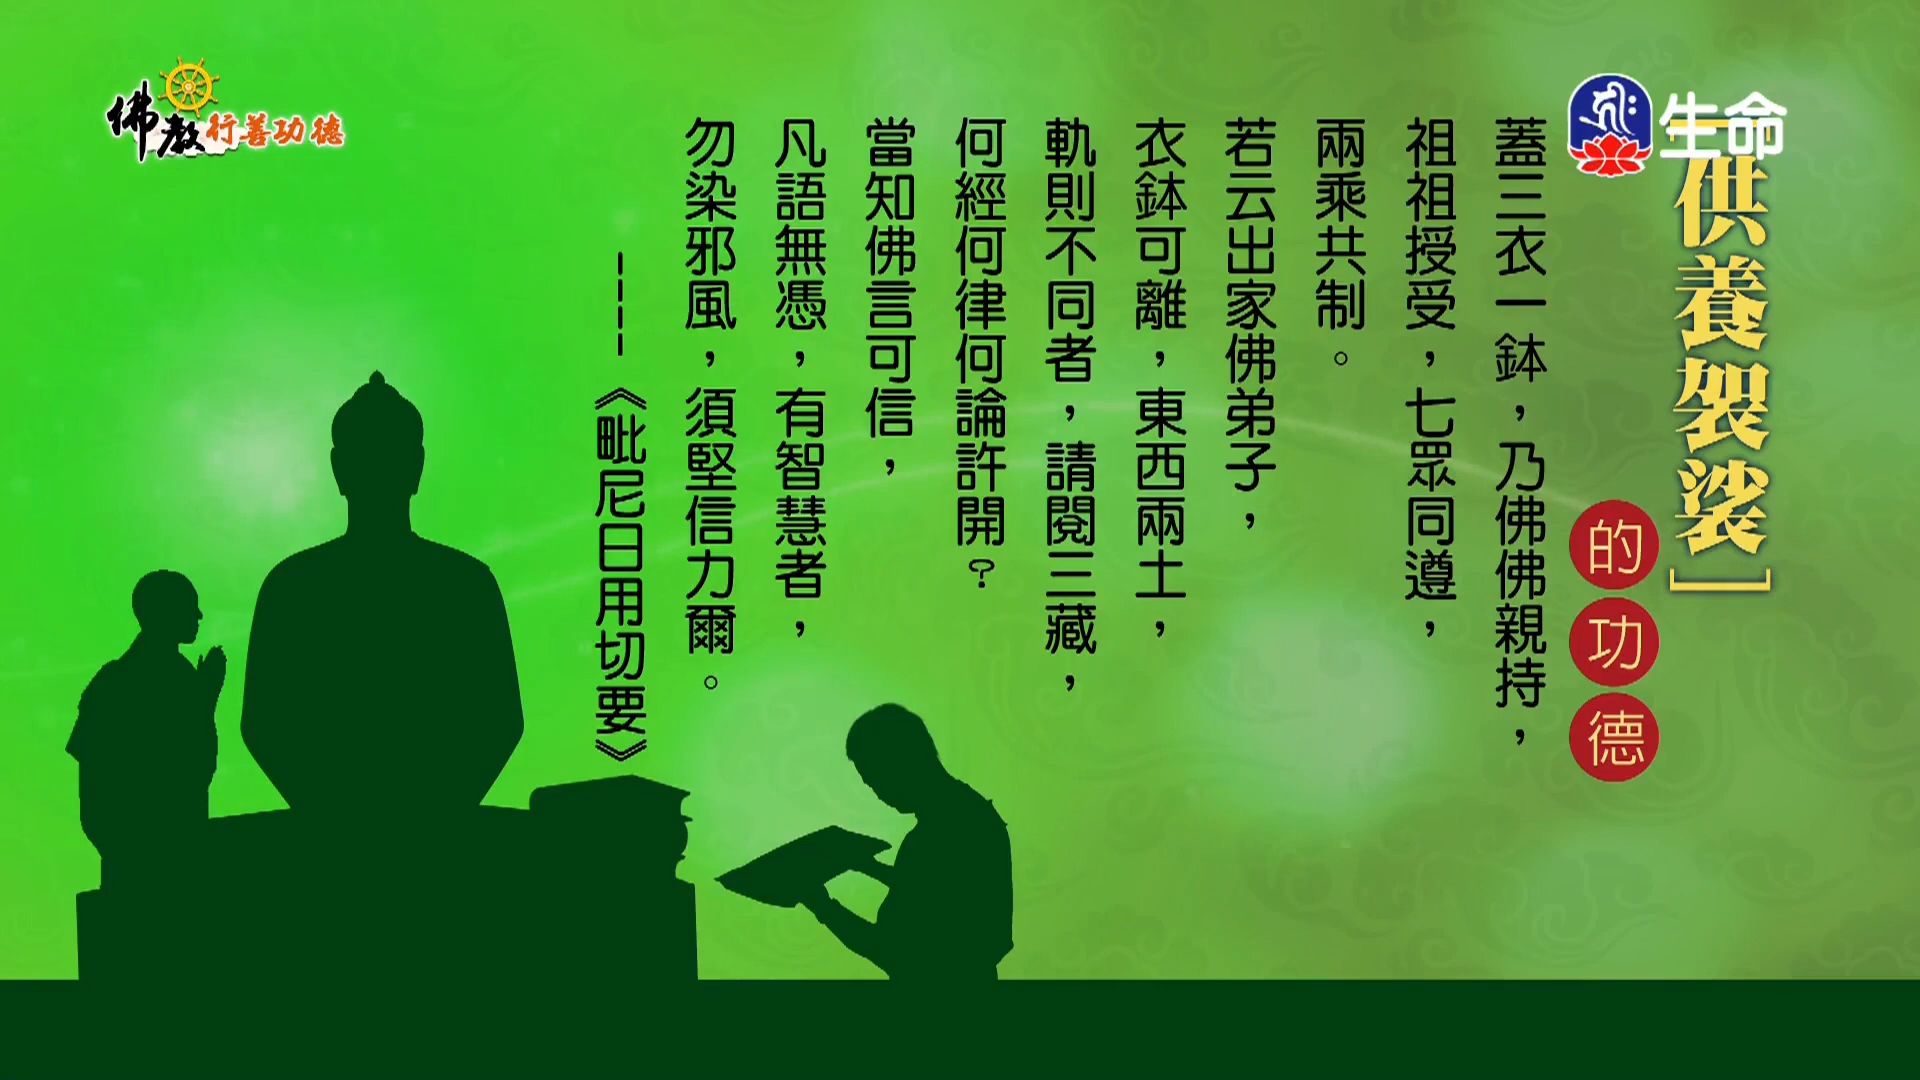 佛教行善功德
生命
「供養袈裟」
的功德
蓋三衣一鉢，乃佛佛親持，
祖祖授受，七眾同遵，
兩乘共制。
若云出家佛弟子，
衣鉢可離，東西兩土，
軌則不同者，請閱三藏，
何經何律何論許開？
當知佛言可信，
凡語無憑，有智慧者，
勿染邪風，須堅信力爾。
----《毗尼日用切要》